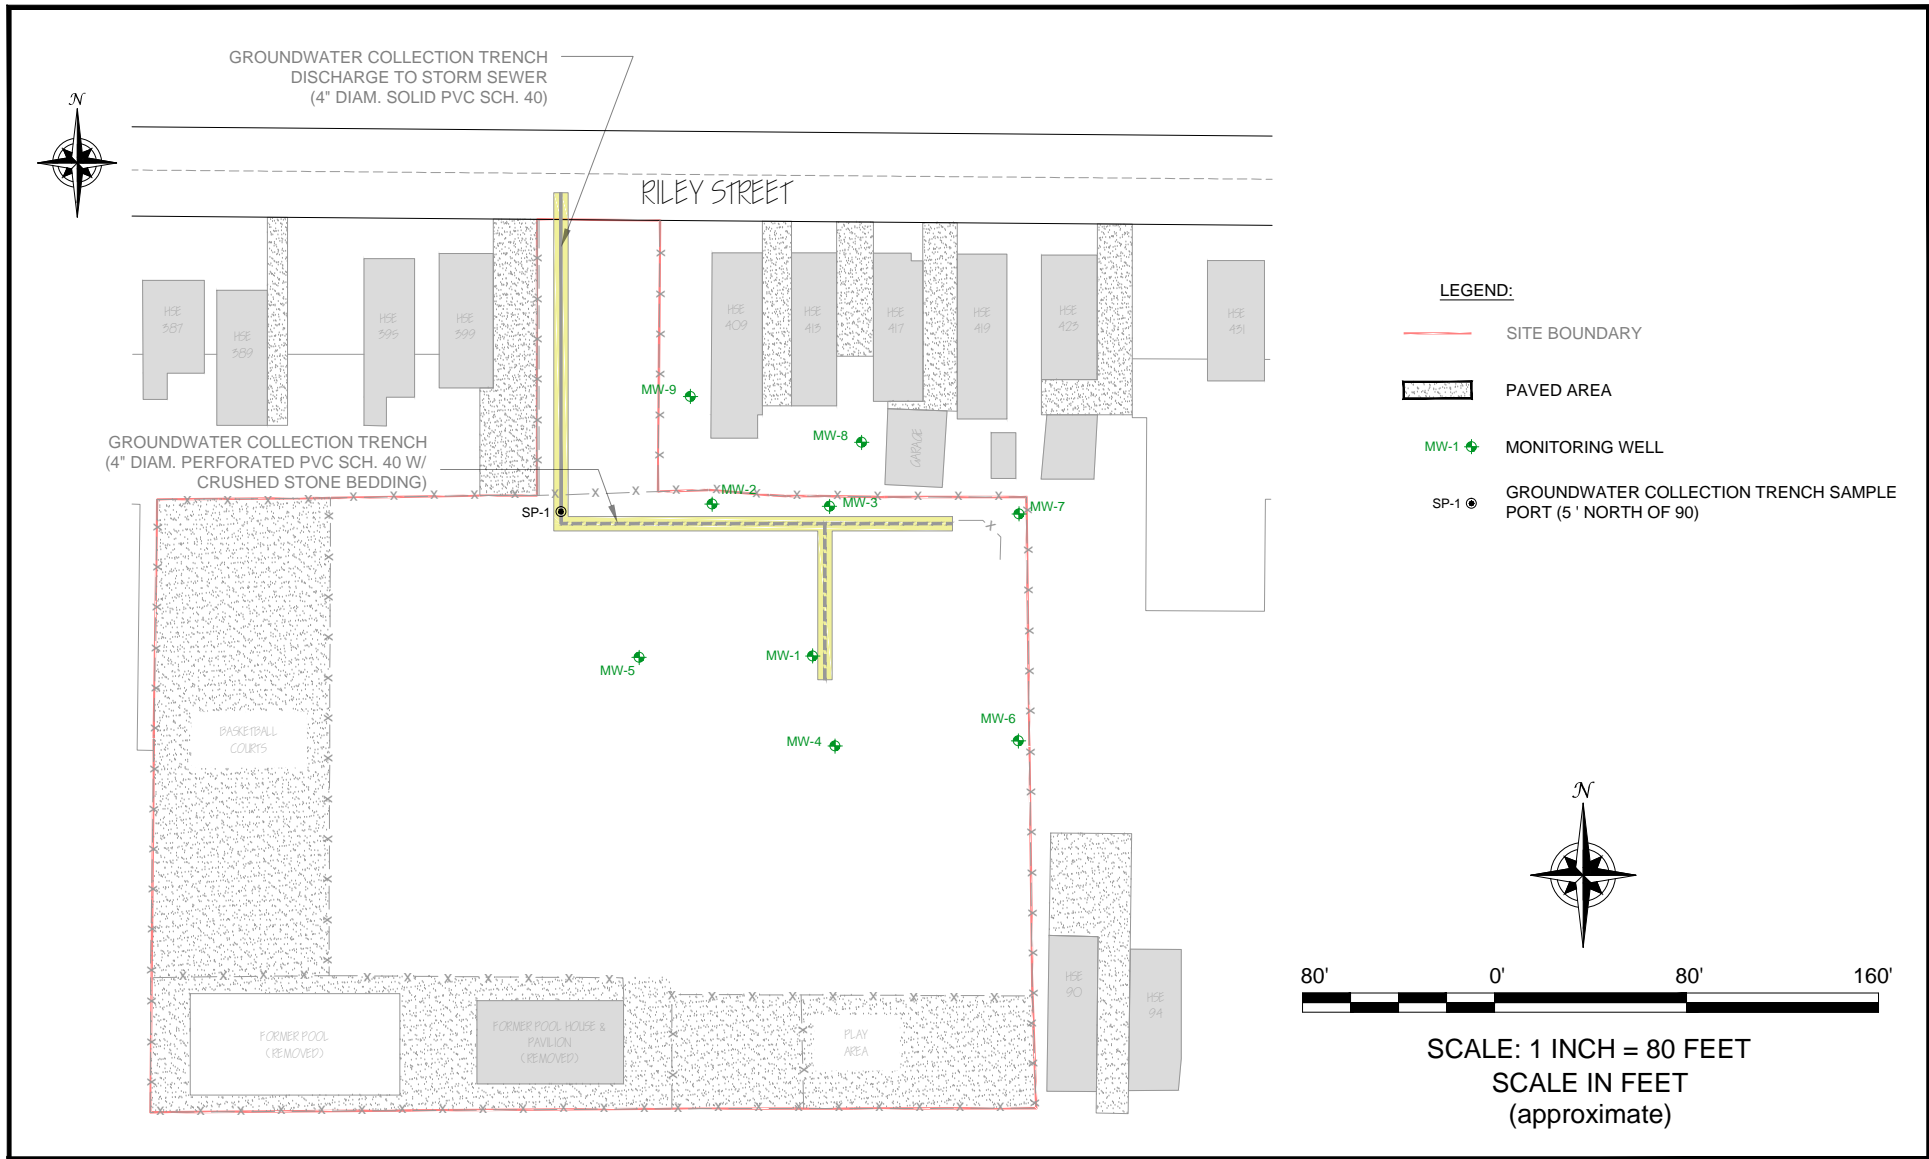 GROUNDWATER COLLECTION TRENCH
DISCHARGE TO STORM SEWER
(4" DIAM. SOLID PVC SCH. 40)
N
RILEY STREET
HSE
387
HSE
389
HSE
395
HSE
399
HSE
409
HSE
413
HSE
417
HSE
419
HSE
423
HSE
431
GARAGE
MW-9
MW-8
GROUNDWATER COLLECTION TRENCH
(4" DIAM. PERFORATED PVC SCH. 40 W/
CRUSHED STONE BEDDING)
MW-2
MW-3
MW-7
SP-1
MW-5
MW-1
MW-4
MW-6
BASKETBALL
COURTS
FORMER POOL
(REMOVED)
FORMER POOL HOUSE &
PAVILION
(REMOVED)
PLAY
AREA
HSE
90
HSE
94
LEGEND:
SITE BOUNDARY
PAVED AREA
MW-1
MONITORING WELL
SP-1
GROUNDWATER COLLECTION TRENCH SAMPLE
PORT (5 ' NORTH OF 90)
N
80' 0' 80' 160'
SCALE: 1 INCH = 80 FEET
SCALE IN FEET
(approximate)